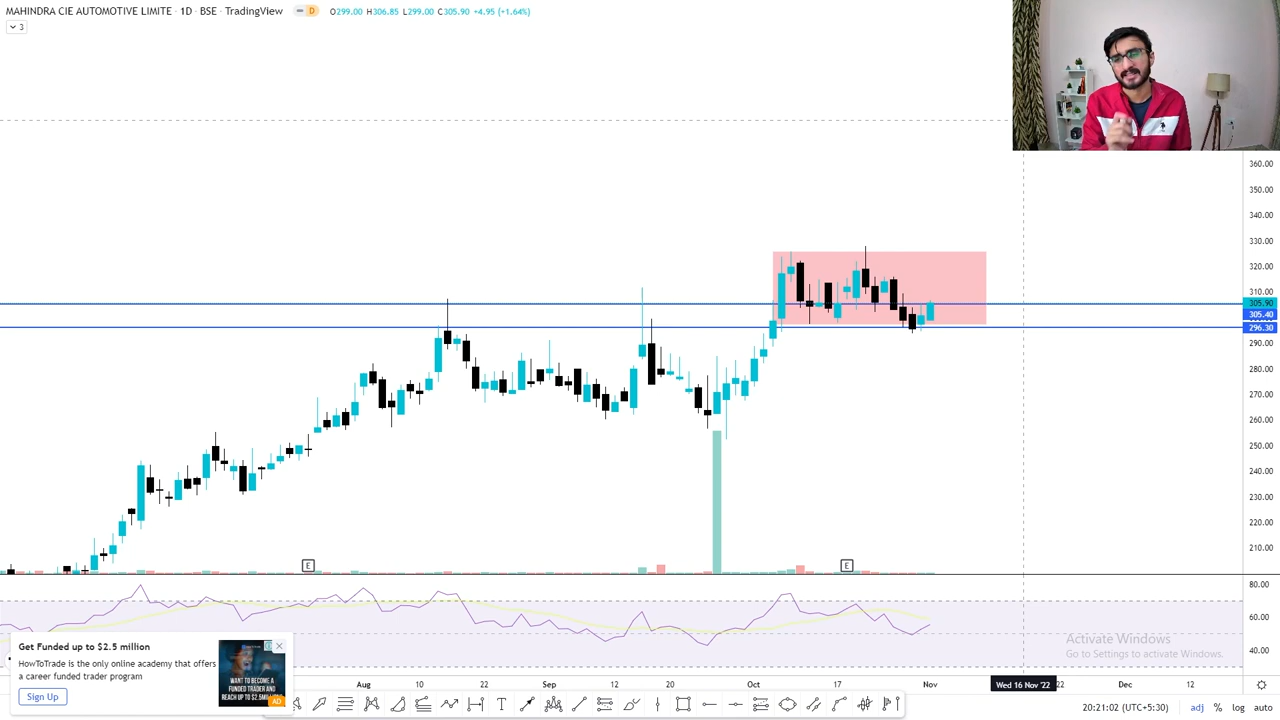 MAHINDRA CIE AUTOMOTIVE LIMITE · 1D · BSE · TradingView D O299.00 H306.85 L299.00 C305.90 +4.95 (+1.64%)
3
360.00
350.00
340.00
330.00
320.00
310.00
305.90
305.40
296.30
290.00
280.00
270.00
260.00
250.00
240.00
230.00
220.00
210.00
E E
80.00
60.00
40.00
Activate Windows
Go to Settings to activate Windows.
Get Funded up to $2.5 million
HowToTrade is the only online academy that offers
a career funded trader program
Sign Up
WANT TO BECOME A
FUNDED TRADER AND
REACH UP TO $2.5M
AD
Aug 10 22 Sep 12 20 Oct 17 Nov Wed 16 Nov '22 22 Dec 12
20:21:02 (UTC+5:30) adj % log auto